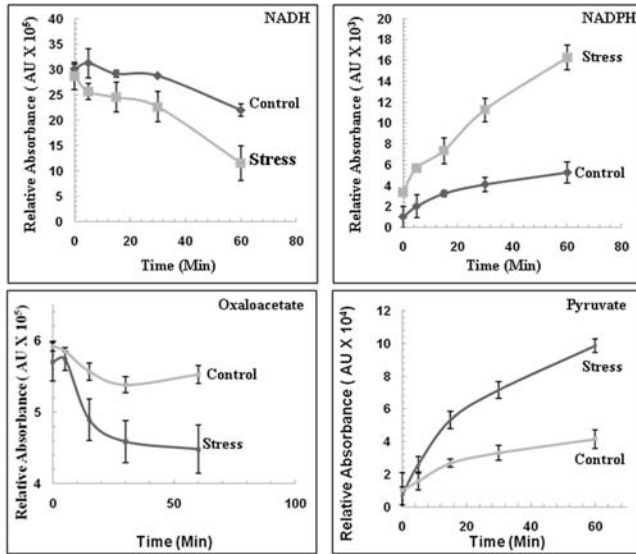 NADH
Relative Absorbance ( AU X 10⁵)
40
35
30
25
20
15
10
5
0
Control
Stress
0 20 40 60 80
Time (Min)
NADPH
Relative Absorbance ( AU X 10³)
18
16
14
12
10
8
6
4
2
0
Stress
Control
0 20 40 60 80
Time (Min)
Oxaloacetate
Relative Absorbance ( AU X 10⁵)
6
5
4
Control
Stress
0 50 100
Time (Min)
Pyruvate
Relative Absorbance ( AU X 10⁴)
12
10
8
6
4
2
0
Stress
Control
0 20 40 60
Time (Min)